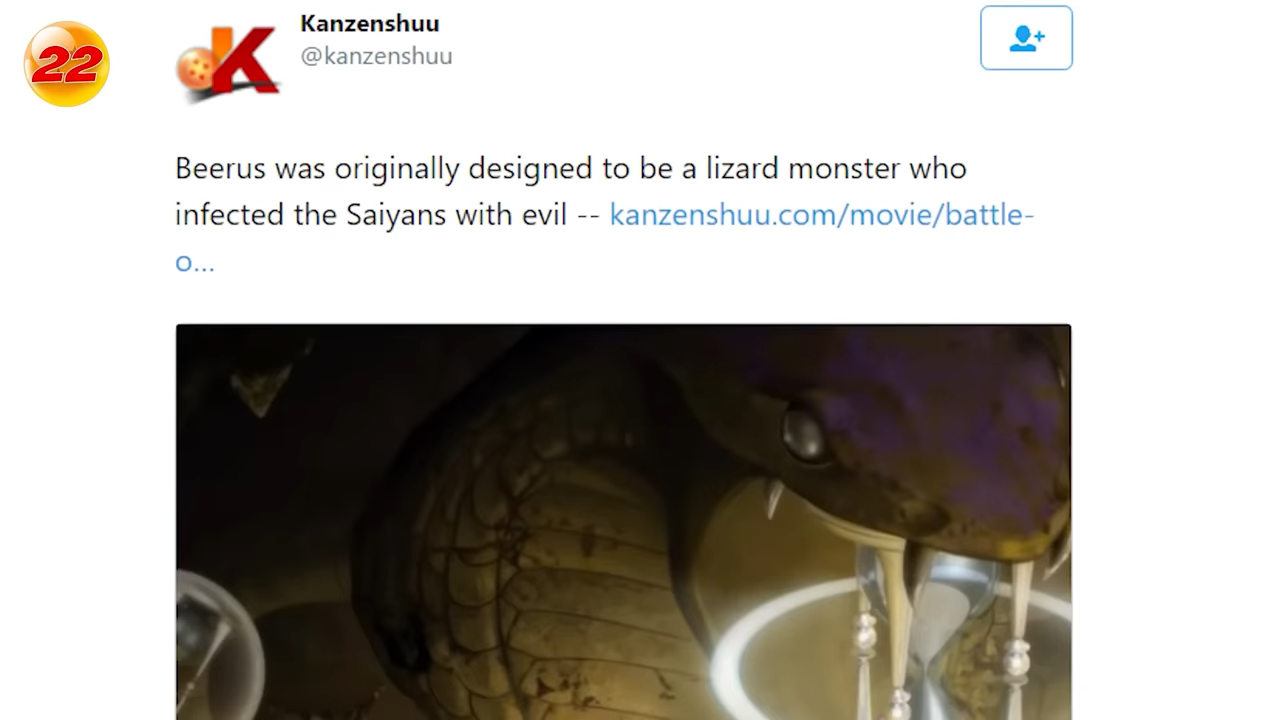 22
K
Kanzenshuu
@kanzenshuu
Beerus was originally designed to be a lizard monster who
infected the Saiyans with evil -- kanzenshuu.com/movie/battle-
o...